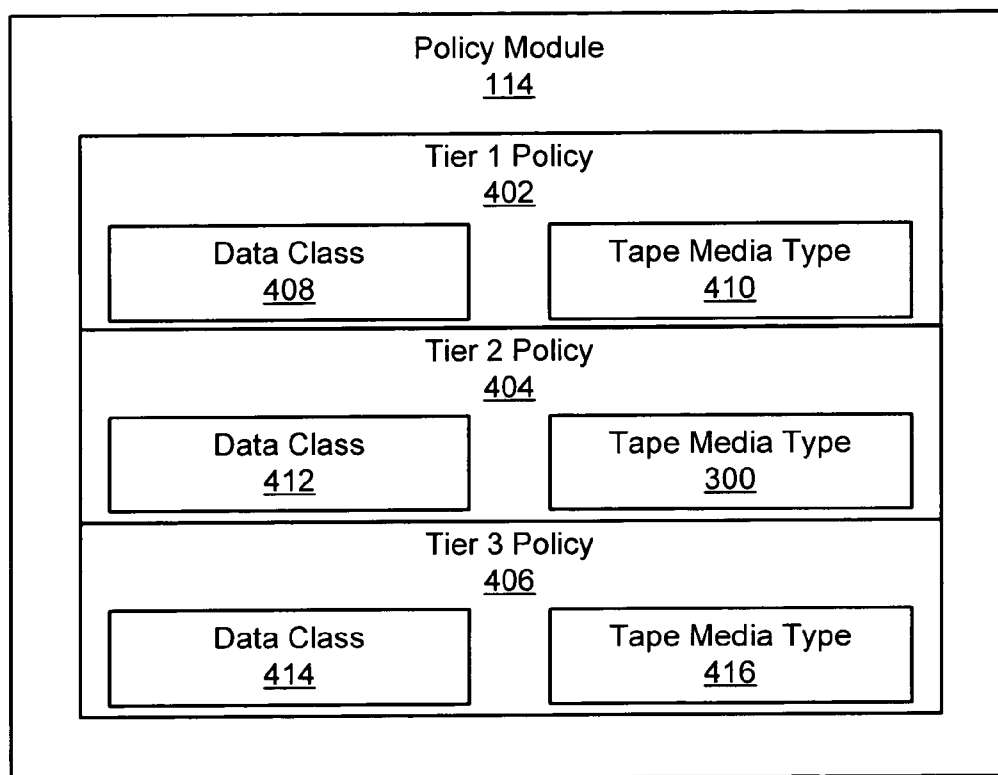 Policy Module
114
Tier 1 Policy
402
Data Class
408
Tape Media Type
410
Tier 2 Policy
404
Data Class
412
Tape Media Type
300
Tier 3 Policy
406
Data Class
414
Tape Media Type
416